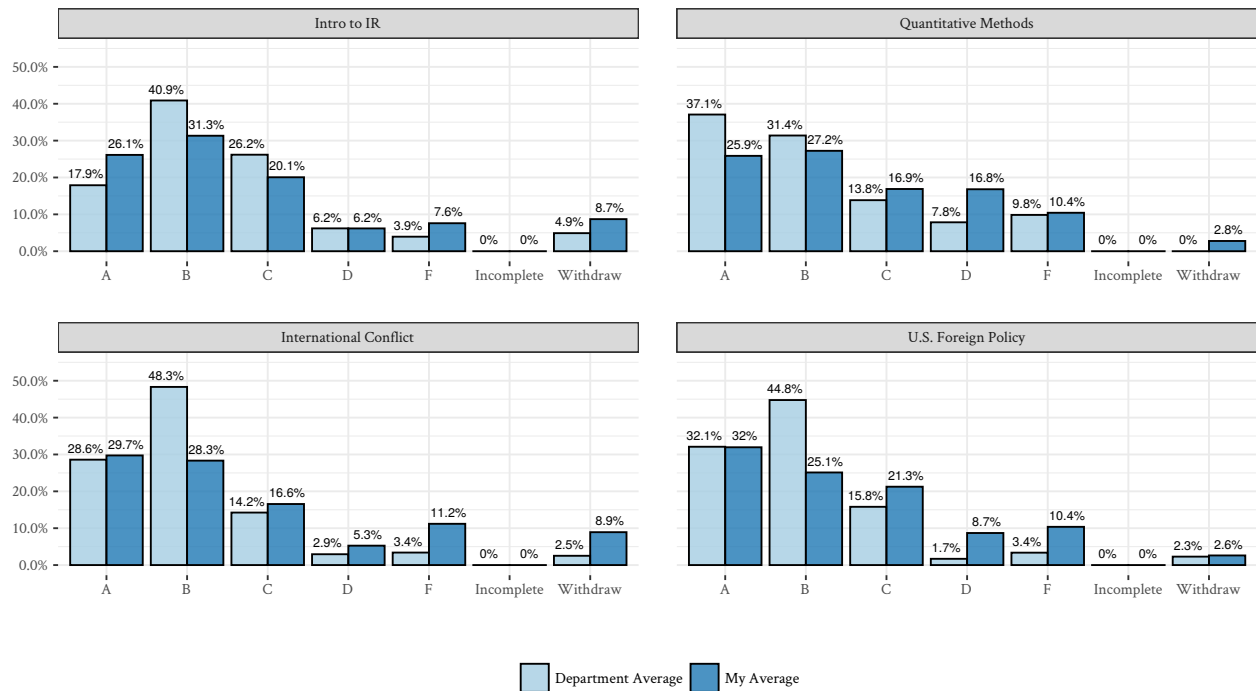 Intro to IR
Quantitative Methods
50.0%
40.0%
30.0%
20.0%
10.0%
0.0%
17.9% 26.1% 40.9% 31.3% 26.2% 20.1% 6.2% 6.2% 3.9% 7.6% 0% 0% 4.9% 8.7%
A B C D F Incomplete Withdraw
37.1% 25.9% 31.4% 27.2% 13.8% 16.9% 7.8% 16.8% 9.8% 10.4% 0% 0% 0% 2.8%
A B C D F Incomplete Withdraw
International Conflict
U.S. Foreign Policy
50.0%
40.0%
30.0%
20.0%
10.0%
0.0%
28.6% 29.7% 48.3% 28.3% 14.2% 16.6% 2.9% 5.3% 3.4% 11.2% 0% 0% 2.5% 8.9%
A B C D F Incomplete Withdraw
32.1% 32% 44.8% 25.1% 15.8% 21.3% 1.7% 8.7% 3.4% 10.4% 0% 0% 2.3% 2.6%
A B C D F Incomplete Withdraw
Department Average My Average